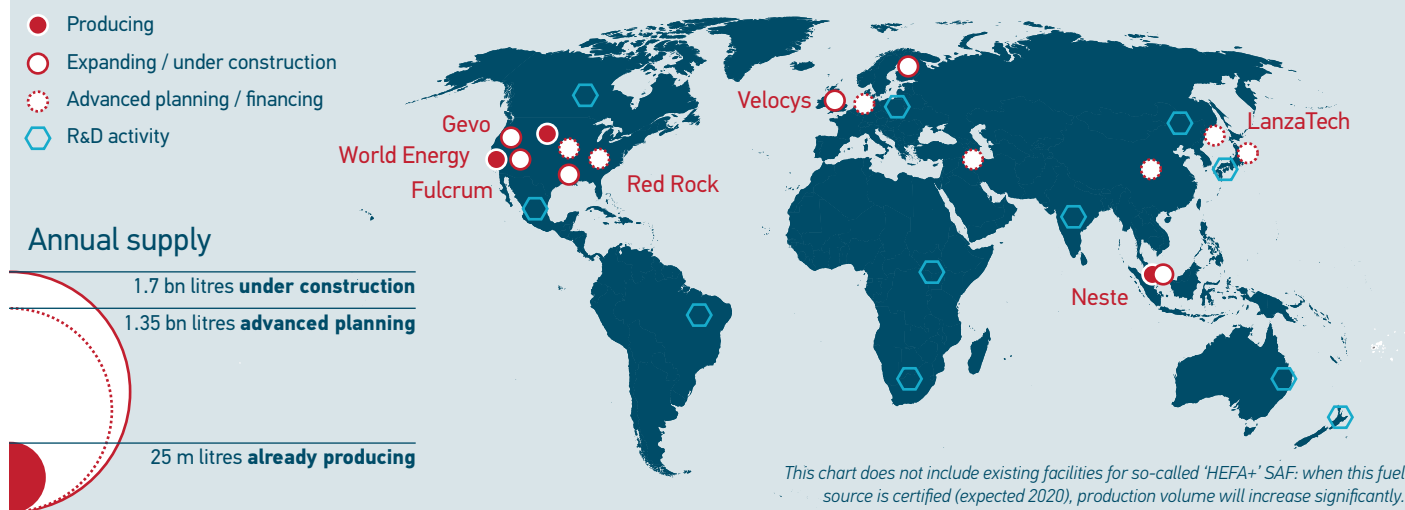 Producing
Expanding / under construction
Advanced planning / financing
R&D activity
Gevo
World Energy
Fulcrum
Red Rock
Velocys
LanzaTech
Neste
Annual supply
1.7 bn litres under construction
1.35 bn litres advanced planning
25 m litres already producing
This chart does not include existing facilities for so-called ‘HEFA+’ SAF: when this fuel
source is certified (expected 2020), production volume will increase significantly.